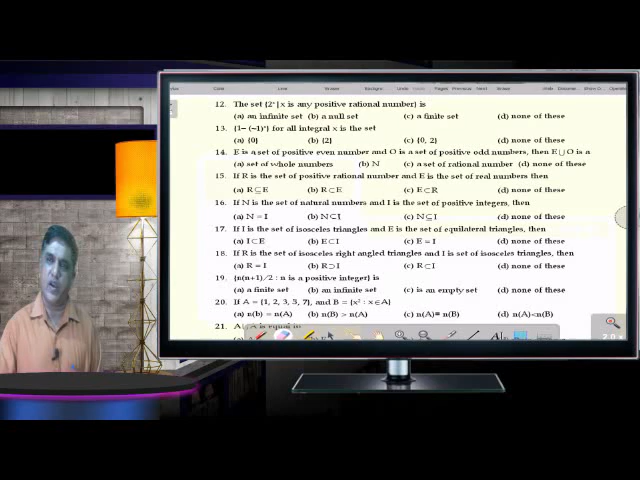 12. The set {2ˣ|x is any positive rational number} is
(a) an infinite set (b) a null set (c) a finite set (d) none of these
13. {1− (−1)ˣ} for all integral x is the set
(a) {0} (b) {2} (c) {0, 2} (d) none of these
14. E is a set of positive even number and O is a set of positive odd numbers, then E ⋃ O is a
(a) set of whole numbers (b) N (c) a set of rational number (d) none of these
15. If R is the set of positive rational number and E is the set of real numbers then
(a) R ⊆ E (b) R ⊂ E (c) E ⊂ R (d) none of these
16. If N is the set of natural numbers and I is the set of positive integers, then
(a) N = I (b) N ⊂ I (c) N ⊆ I (d) none of these
17. If I is the set of isosceles triangles and E is the set of equilateral triangles, then
(a) I ⊂ E (b) E ⊂ I (c) E = I (d) none of these
18. If R is the set of isosceles right angled triangles and I is set of isosceles triangles, then
(a) R = I (b) R ⊃ I (c) R ⊂ I (d) none of these
19. {n(n+1)/2 : n is a positive integer} is
(a) a finite set (b) an infinite set (c) is an empty set (d) none of these
20. If A = {1, 2, 3, 5, 7}, and B = {x² : x∈A}
(a) n(b) = n(A) (b) n(B) > n(A) (c) n(A)= n(B) (d) n(A)<n(B)
21. A is equal to